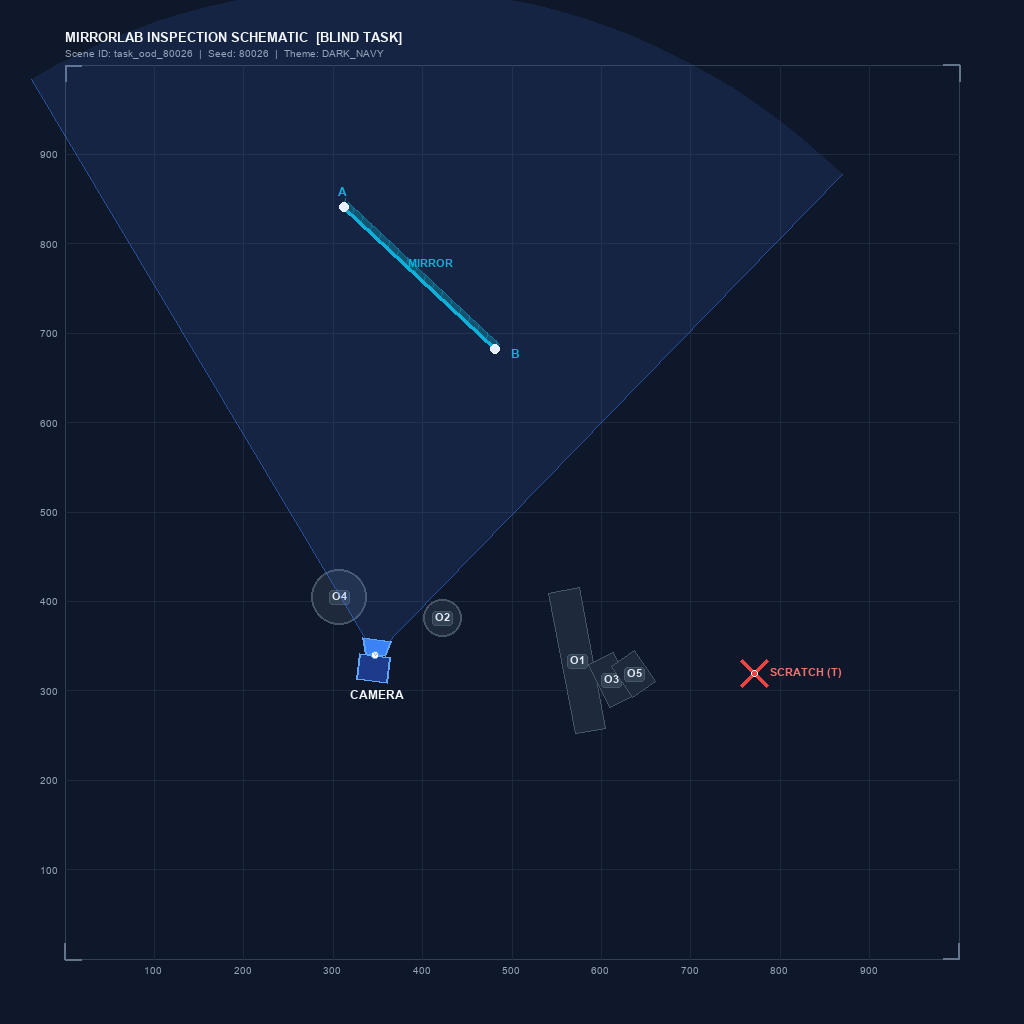 MIRRORLAB INSPECTION SCHEMATIC [BLIND TASK]
Scene ID: task_ood_80026 | Seed: 80026 | Theme: DARK_NAVY
900
A
800
MIRROR
700
B
600
500
400
O4
O2
O1
O3
O5
SCRATCH (T)
300
CAMERA
200
100
100 200 300 400 500 600 700 800 900